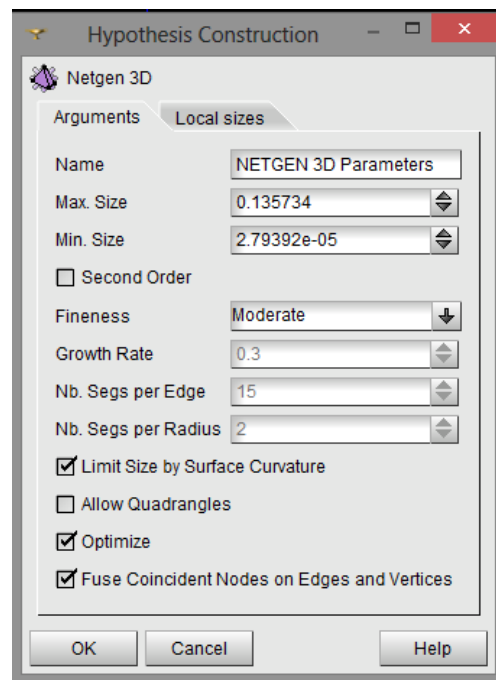 Hypothesis Construction
Netgen 3D
Arguments Local sizes
Name NETGEN 3D Parameters
Max. Size 0.135734
Min. Size 2.79392e-05
Second Order
Fineness Moderate
Growth Rate 0.3
Nb. Segs per Edge 15
Nb. Segs per Radius 2
Limit Size by Surface Curvature
Allow Quadrangles
Optimize
Fuse Coincident Nodes on Edges and Vertices
OK Cancel Help